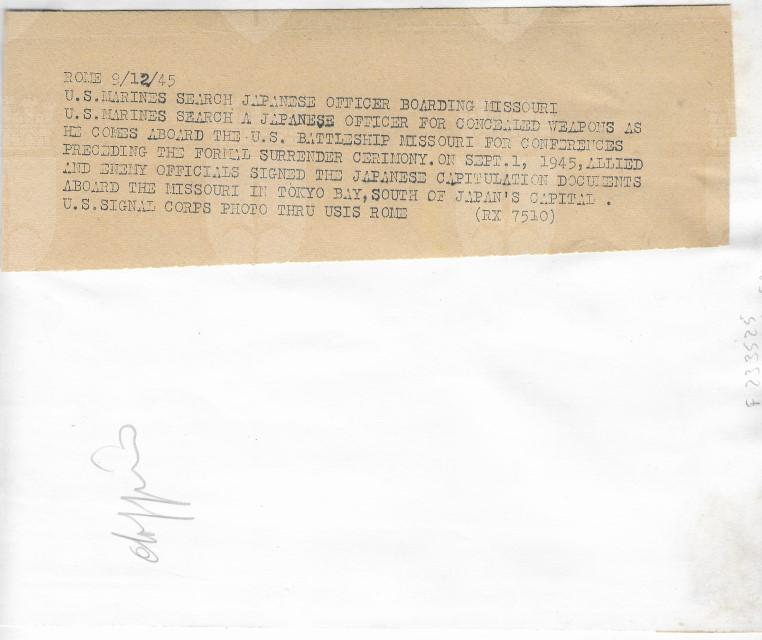 ROME 9/12/45
U.S.MARINES SEARCH JAPANESE OFFICER BOARDING MISSOURI
U.S.MARINES SEARCH A JAPANESE OFFICER FOR CONCEALED WEAPONS AS
HE COMES ABOARD THE U.S. BATTLESHIP MISSOURI FOR CONFERENCES
PRECEDING THE FORMAL SURRENDER CERIMONY.ON SEPT.1, 1945,ALLIED
AND ENEMY OFFICIALS SIGNED THE JAPANESE CAPITULATION DOCUMENTS
ABOARD THE MISSOURI IN TOKYO BAY,SOUTH OF JAPAN'S CAPITAL .
U.S.SIGNAL CORPS PHOTO THRU USIS ROME (RX 7510)